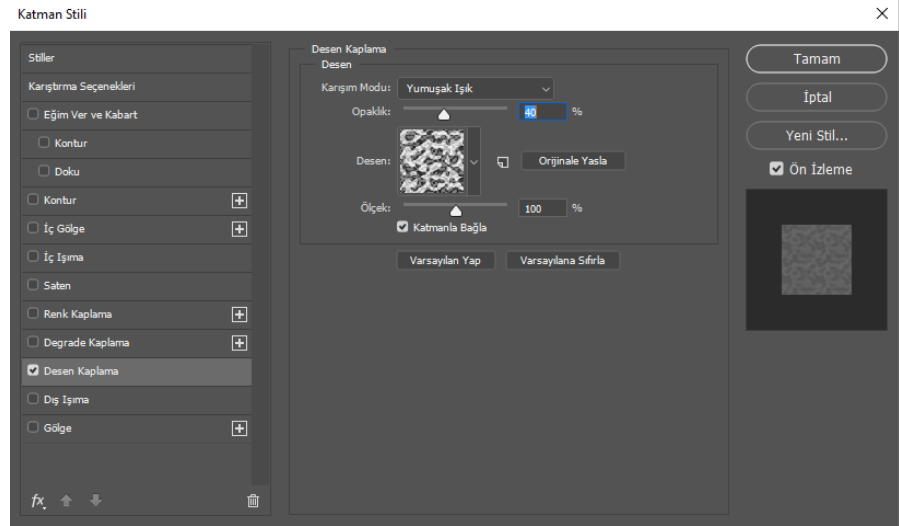 Katman Stili
Stiller
Karıştırma Seçenekleri
Eğim Ver ve Kabart
Kontur
Doku
Kontur
İç Gölge
İç Işıma
Saten
Renk Kaplama
Degrade Kaplama
Desen Kaplama
Dış Işıma
Gölge
fx
Desen Kaplama
Desen
Karışım Modu: Yumuşak Işık
Opaklık: 40 %
Desen: Orijinale Yasla
Ölçek: 100 %
Katmanla Bağla
Varsayılan Yap Varsayılana Sıfırla
Tamam
İptal
Yeni Stil...
Ön İzleme